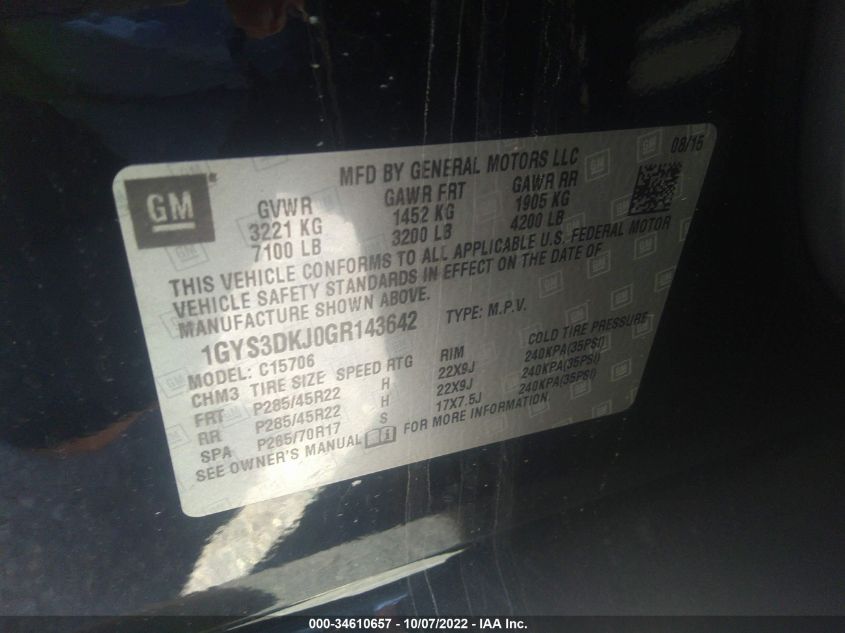 GM
MFD BY GENERAL MOTORS LLC
08/15
GVWR GAWR FRT GAWR RR
3221 KG 1452 KG 1905 KG
7100 LB 3200 LB 4200 LB
THIS VEHICLE CONFORMS TO ALL APPLICABLE U.S. FEDERAL MOTOR
VEHICLE SAFETY STANDARDS IN EFFECT ON THE DATE OF
MANUFACTURE SHOWN ABOVE.
1GYS3DKJ0GR143642 TYPE: M.P.V.
MODEL: C15706
CHM3 TIRE SIZE SPEED RTG RIM COLD TIRE PRESSURE
FRT P285/45R22 H 22X9J 240KPA(35PSI)
RR P285/45R22 H 22X9J 240KPA(35PSI)
SPA P265/70R17 S 17X7.5J 240KPA(35PSI)
SEE OWNER'S MANUAL FOR MORE INFORMATION.
000-34610657 - 10/07/2022 - IAA Inc.